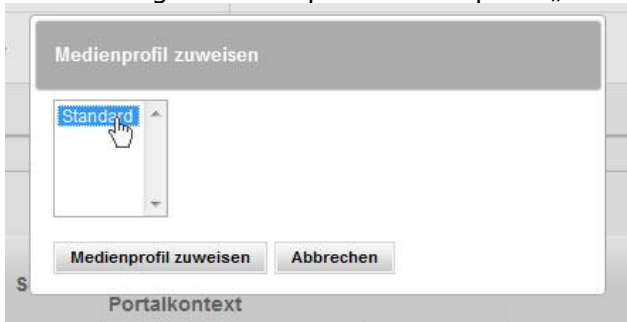 Medienprofil zuweisen
Standard
Medienprofil zuweisen Abbrechen
S
Portalkontext